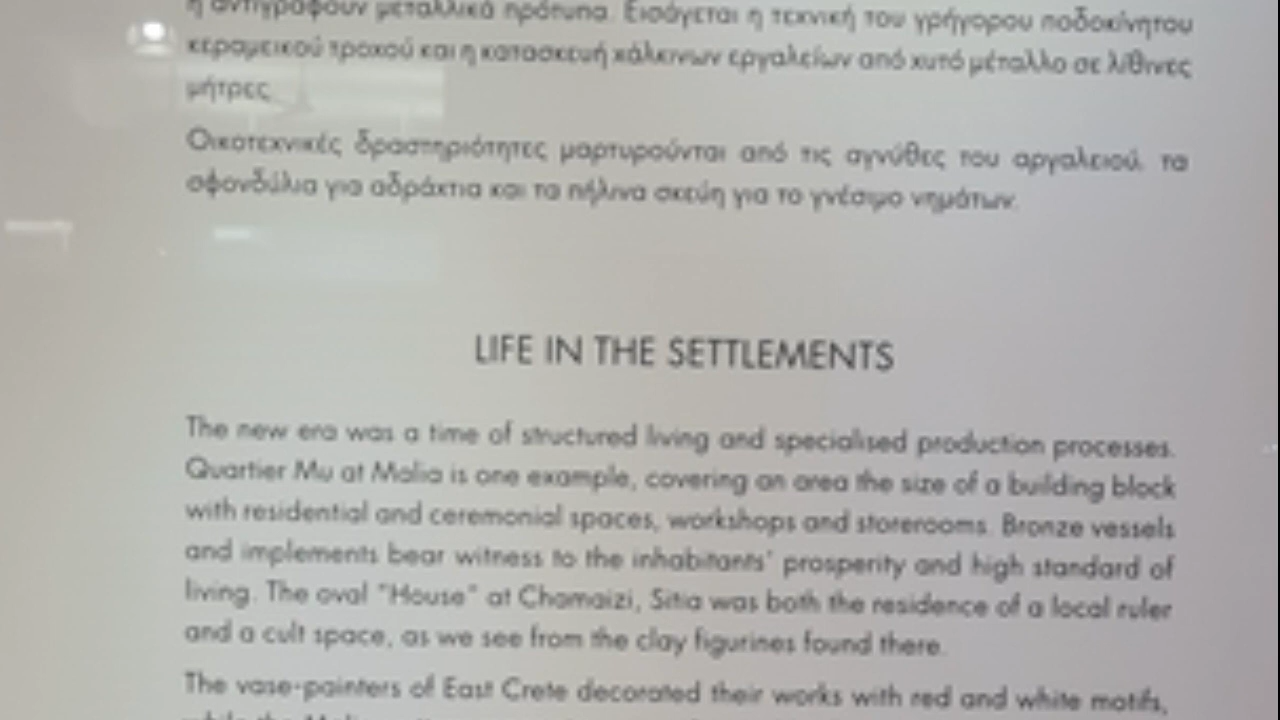 η αντιγράφουν μεταλλικά πρότυπα. Εισάγεται η τεχνική του γρήγορου ποδοκίνητου
κεραμεικού τροχού και η κατασκευή χάλκινων εργαλείων από χυτό μέταλλο σε λίθινες
μήτρες.
Οικοτεχνικές δραστηριότητες μαρτυρούνται από τις αγνύθες του αργαλειού, τα
σφονδύλια για αδράχτια και τα πήλινα σκεύη για το γνέσιμο νημάτων.
LIFE IN THE SETTLEMENTS
The new era was a time of structured living and specialised production processes.
Quartier Mu at Malia is one example, covering an area the size of a building block
with residential and ceremonial spaces, workshops and storerooms. Bronze vessels
and implements bear witness to the inhabitants' prosperity and high standard of
living. The oval "House" at Chamaizi, Sitia was both the residence of a local ruler
and a cult space, as we see from the clay figurines found there.
The vase-painters of East Crete decorated their works with red and white motifs,
while the